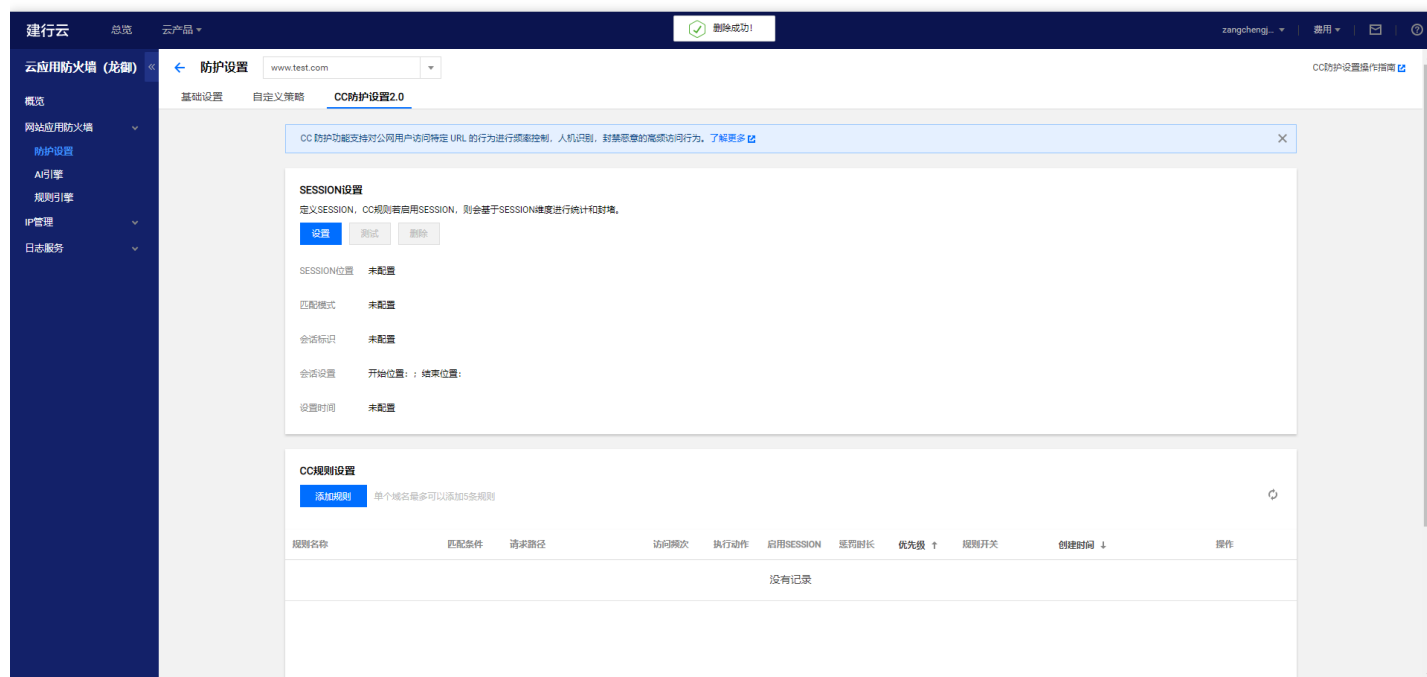 建行云 总览 云产品 删除成功! zangchengj... 费用
云应用防火墙（龙御） « 防护设置 www.test.com CC防护设置操作指南
概览
网站应用防火墙
防护设置
AI引擎
规则引擎
IP管理
日志服务
基础设置 自定义策略 CC防护设置2.0
CC 防护功能支持对公网用户访问特定 URL 的行为进行频率控制，人机识别，封禁恶意的高频访问行为。了解更多
SESSION设置
定义SESSION，CC规则若启用SESSION，则会基于SESSION维度进行统计和封堵。
设置 测试 删除
SESSION位置 未配置
匹配模式 未配置
会话标识 未配置
会话设置 开始位置：；结束位置：
设置时间 未配置
CC规则设置
添加规则 单个域名最多可以添加5条规则
规则名称 匹配条件 请求路径 访问频次 执行动作 启用SESSION 惩罚时长 优先级 ↑ 规则开关 创建时间 ↓ 操作
没有记录